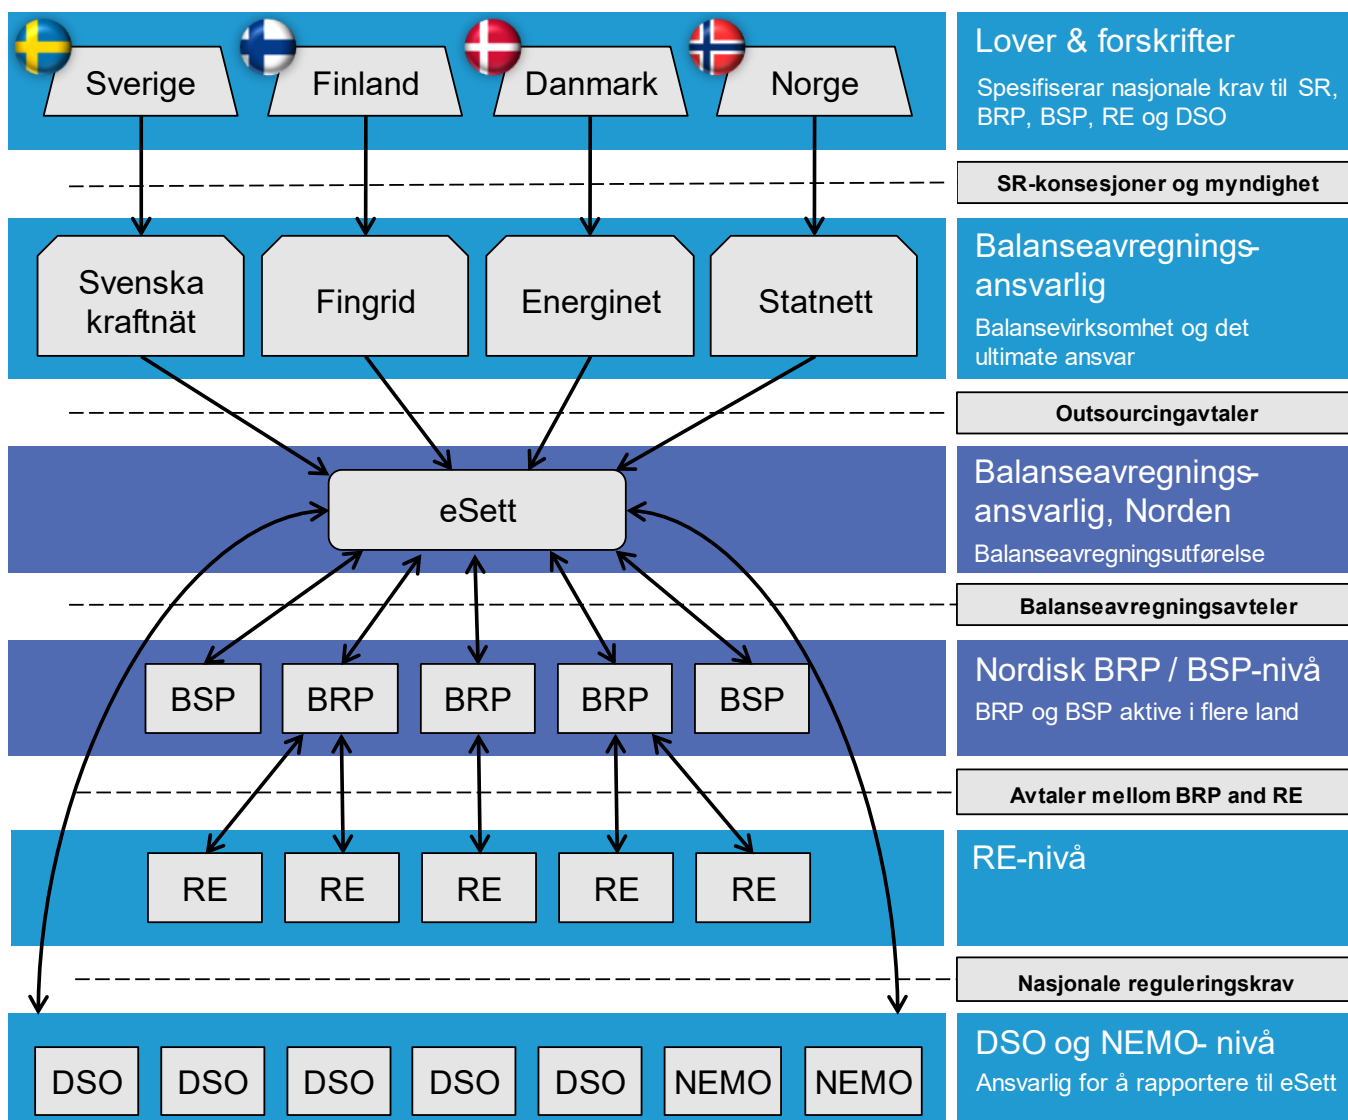 Sverige
Finland
Danmark
Norge
Lover & forskrifter
Spesifiserar nasjonale krav til SR,
BRP, BSP, RE og DSO
SR-konsesjoner og myndighet
Svenska
kraftnät
Fingrid
Energinet
Statnett
Balanseavregnings-
ansvarlig
Balansevirksomhet og det
ultimate ansvar
Outsourcingavtaler
eSett
Balanseavregnings-
ansvarlig, Norden
Balanseavregningsutførelse
Balanseavregningsavteler
BSP
BRP
BRP
BRP
BSP
Nordisk BRP / BSP-nivå
BRP og BSP aktive i flere land
Avtaler mellom BRP and RE
RE
RE
RE
RE
RE
RE-nivå
Nasjonale reguleringskrav
DSO
DSO
DSO
DSO
DSO
NEMO
NEMO
DSO og NEMO- nivå
Ansvarlig for å rapportere til eSett